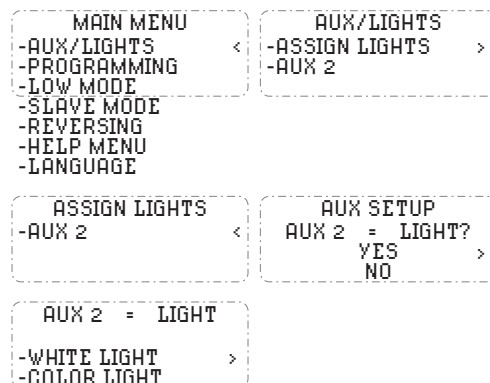 MAIN MENU
-AUX/LIGHTS <
-PROGRAMMING
-LOW MODE
-SLAVE MODE
-REVERSING
-HELP MENU
-LANGUAGE
AUX/LIGHTS
-ASSIGN LIGHTS >
-AUX 2
ASSIGN LIGHTS
-AUX 2 <
AUX SETUP
AUX 2 = LIGHT?
YES >
NO
AUX 2 = LIGHT
-WHITE LIGHT >
-COLOR LIGHT